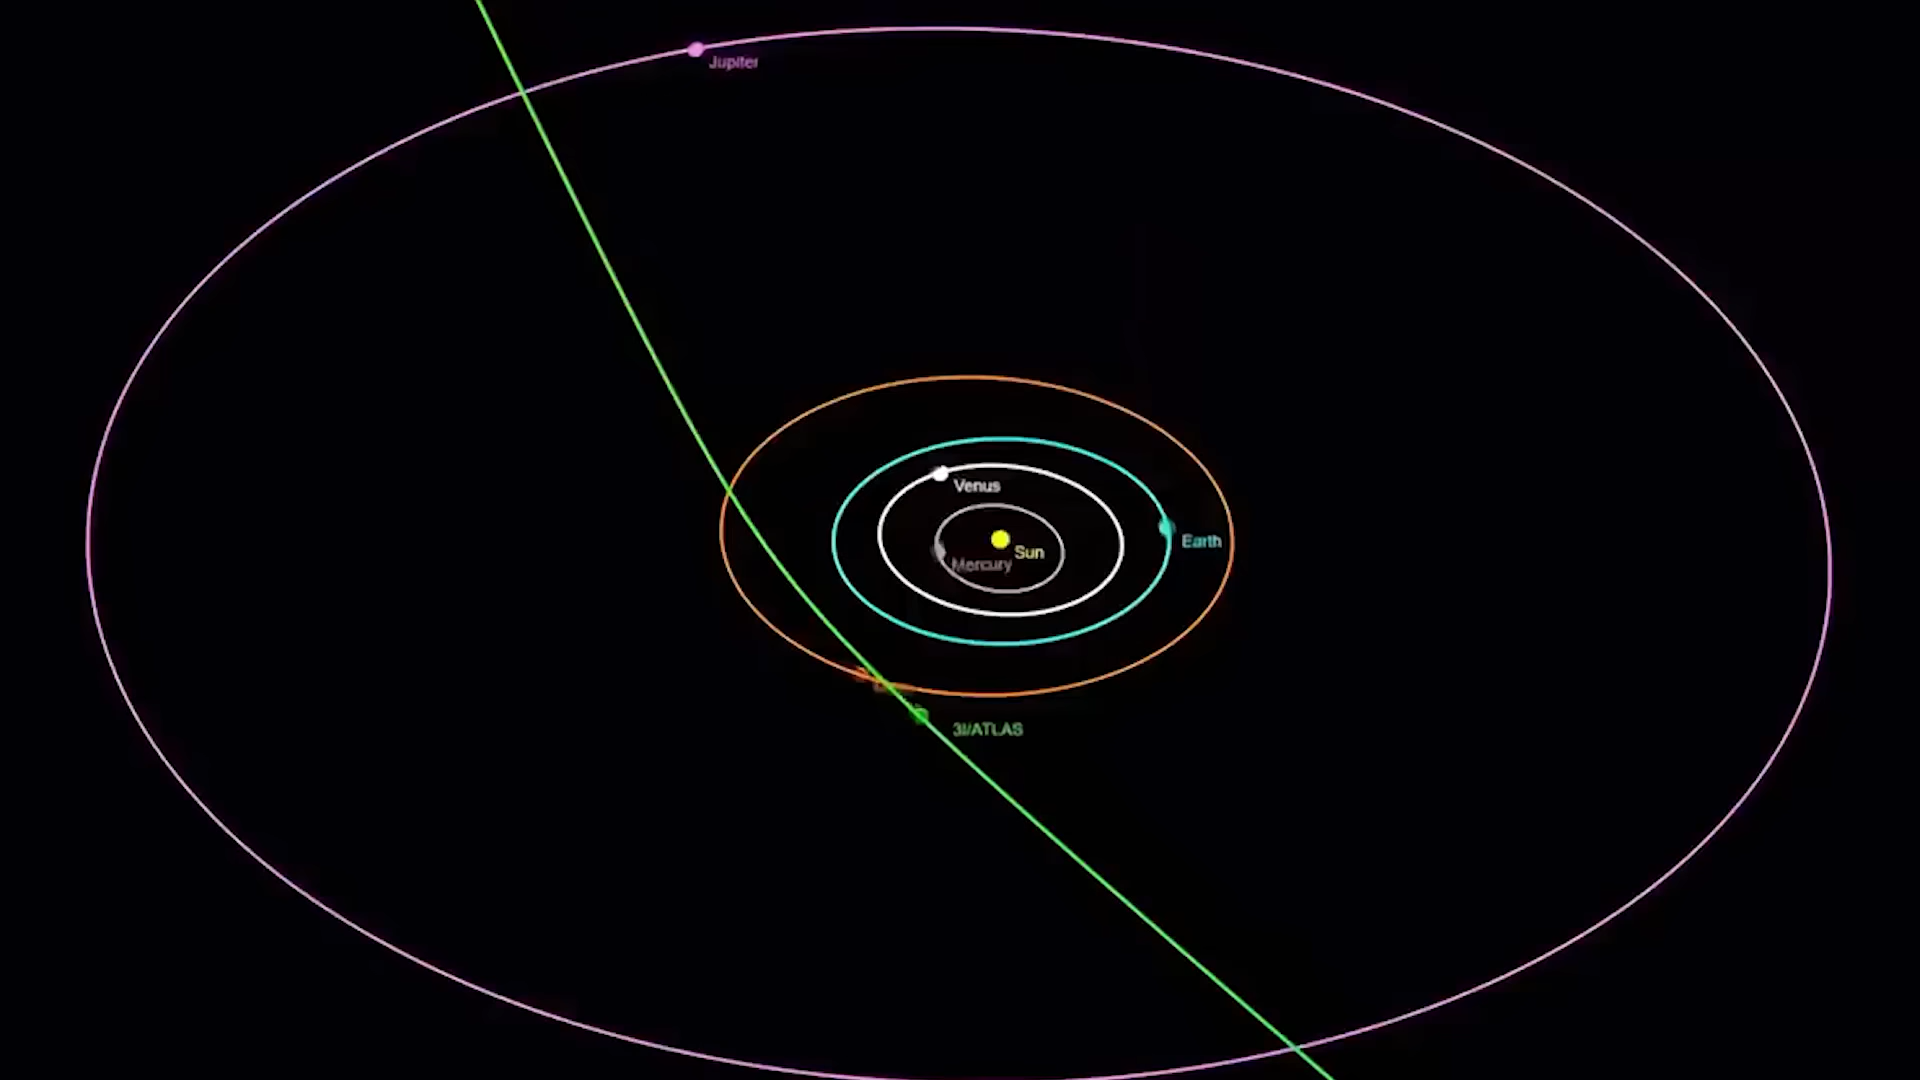 Jupiter
Venus
Earth
Sun
Mercury
3I/ATLAS